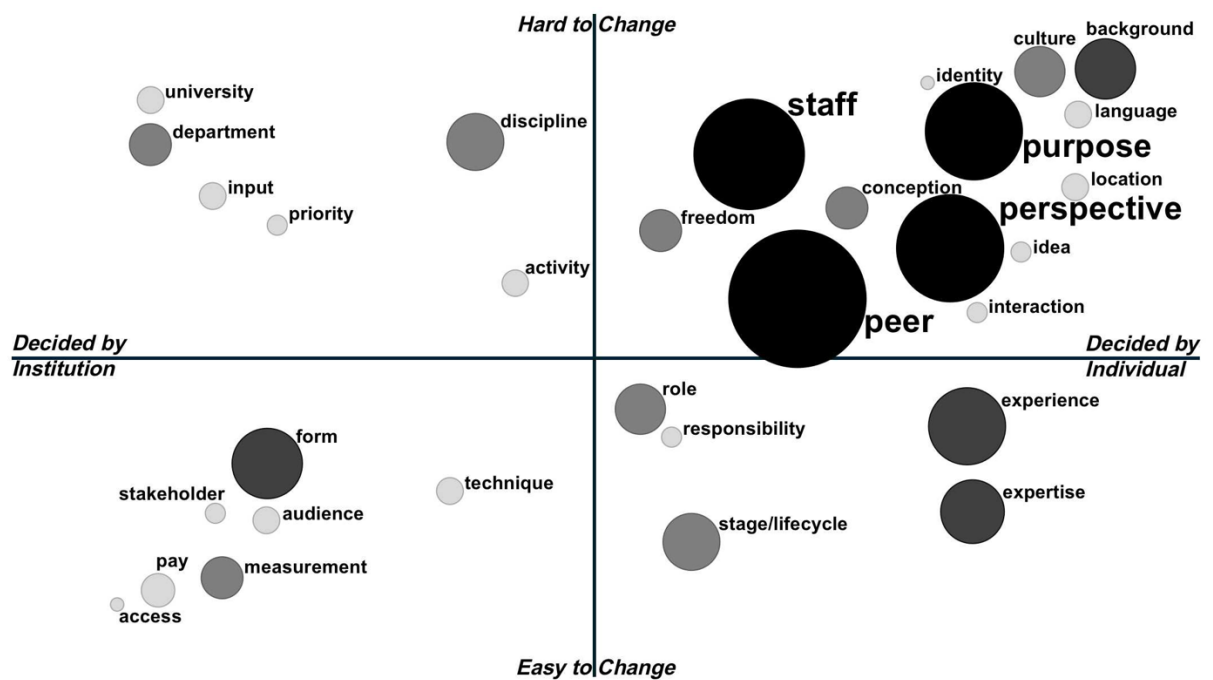 Hard to Change
background
culture
identity
university
language
staff
discipline
department
purpose
conception
location
input
perspective
priority
freedom
idea
activity
interaction
peer
Decided by
Institution
Decided by
Individual
role
experience
responsibility
form
technique
stakeholder
expertise
audience
stage/lifecycle
pay
measurement
access
Easy to Change